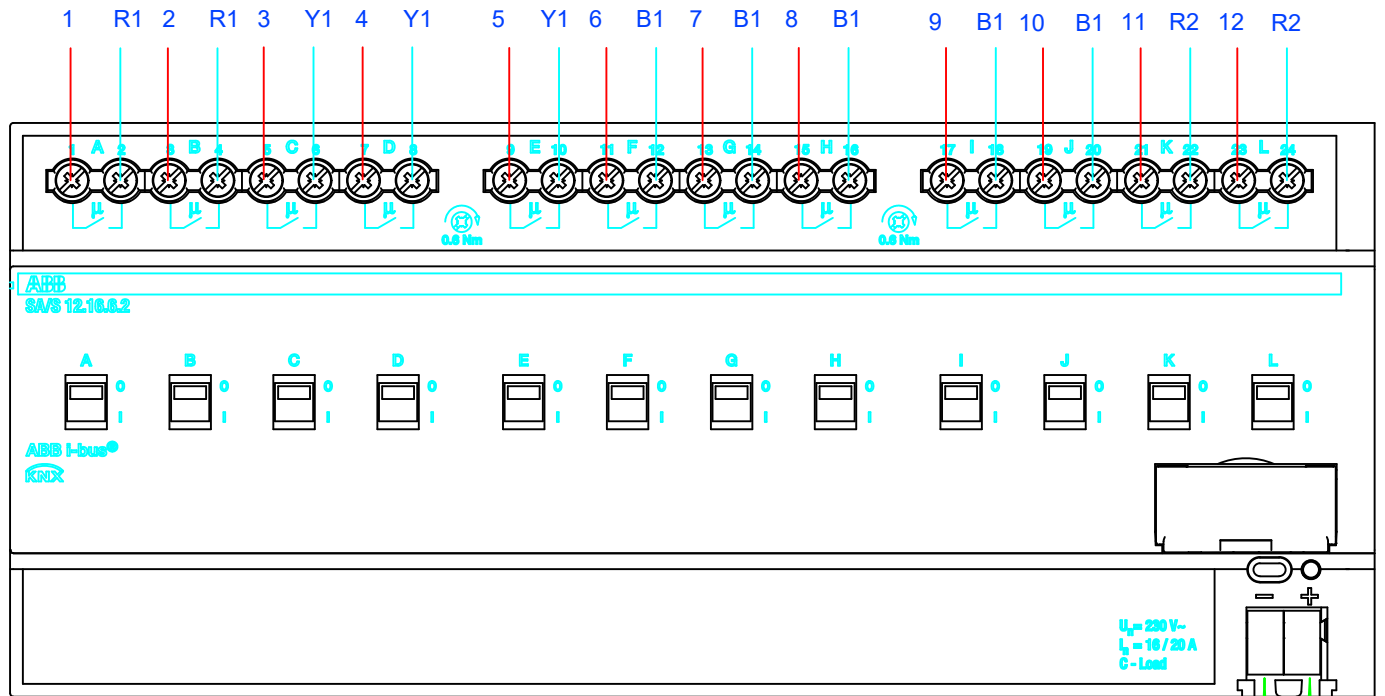 1 R1 2 R1 3 Y1 4 Y1 5 Y1 6 B1 7 B1 8 B1 9 B1 10 B1 11 R2 12 R2
1 A 2 3 B 4 5 C 6 7 D 8 9 E 10 11 F 12 13 G 14 15 H 16 17 I 18 19 J 20 21 K 22 23 L 24
µ µ µ µ µ µ µ µ µ µ µ µ
0.6 Nm 0.6 Nm
ABB
SA/S 12.16.6.2
A B C D E F G H I J K L
O O O O O O O O O O O O
I I I I I I I I I I I I
ABB i-bus®
KNX
− +
Uₙ= 230 V~
Iₙ = 16 / 20 A
C - Load